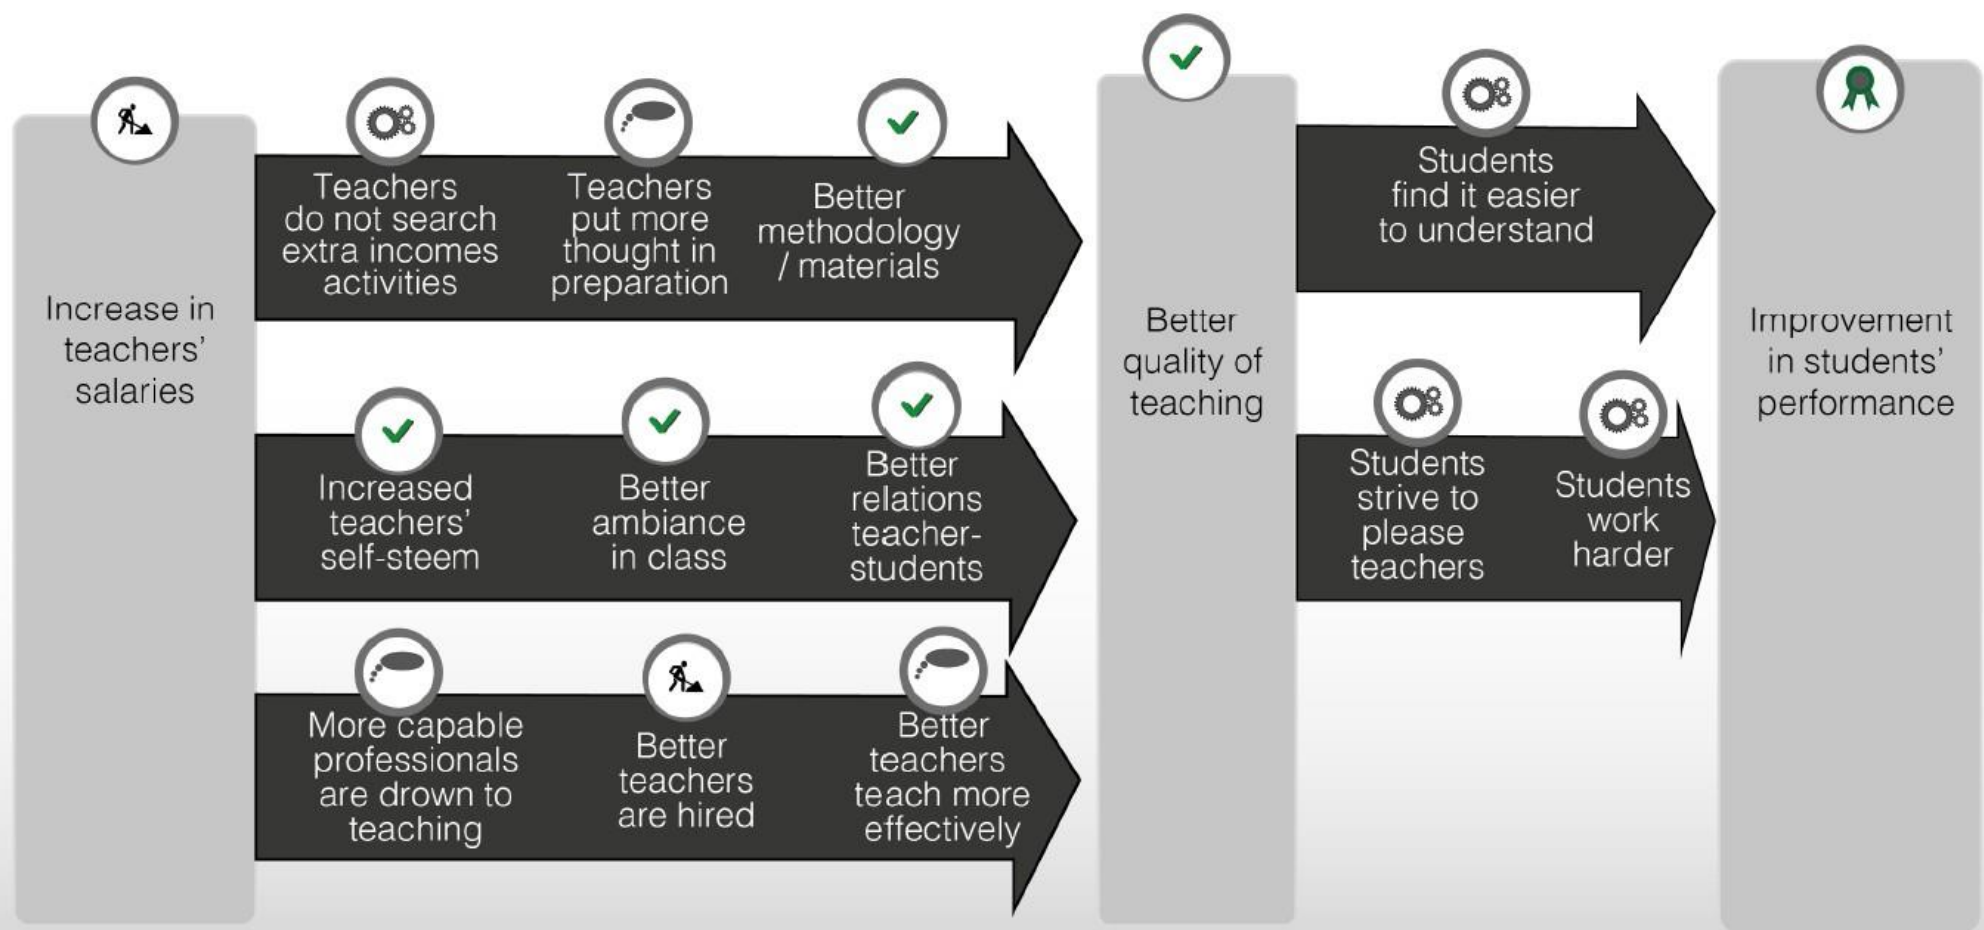 Increase in
teachers'
salaries
Teachers
do not search
extra incomes
activities
Teachers
put more
thought in
preparation
Better
methodology
/ materials
Increased
teachers'
self-steem
Better
ambiance
in class
Better
relations
teacher-
students
More capable
professionals
are drown to
teaching
Better
teachers
are hired
Better
teachers
teach more
effectively
Better
quality of
teaching
Students
find it easier
to understand
Students
strive to
please
teachers
Students
work
harder
Improvement
in students'
performance